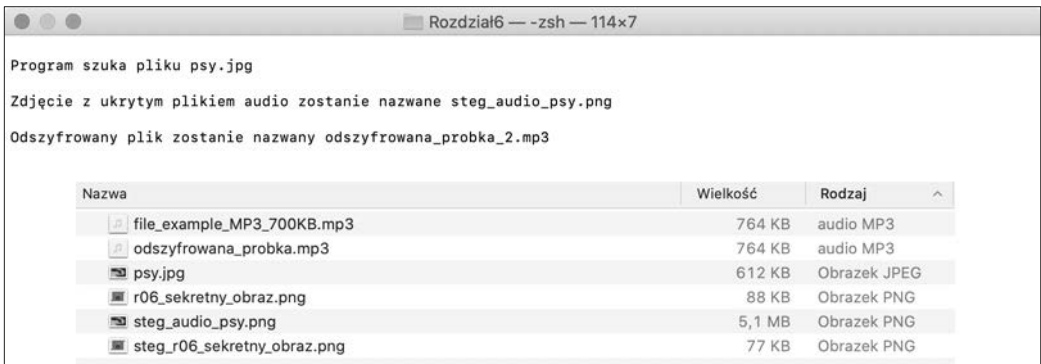 Rozdział6 — -zsh — 114×7
Program szuka pliku psy.jpg
Zdjęcie z ukrytym plikiem audio zostanie nazwane steg_audio_psy.png
Odszyfrowany plik zostanie nazwany odszyfrowana_probka_2.mp3
Nazwa Wielkość Rodzaj
file_example_MP3_700KB.mp3 764 KB audio MP3
odszyfrowana_probka.mp3 764 KB audio MP3
psy.jpg 612 KB Obrazek JPEG
r06_sekretny_obraz.png 88 KB Obrazek PNG
steg_audio_psy.png 5,1 MB Obrazek PNG
steg_r06_sekretny_obraz.png 77 KB Obrazek PNG